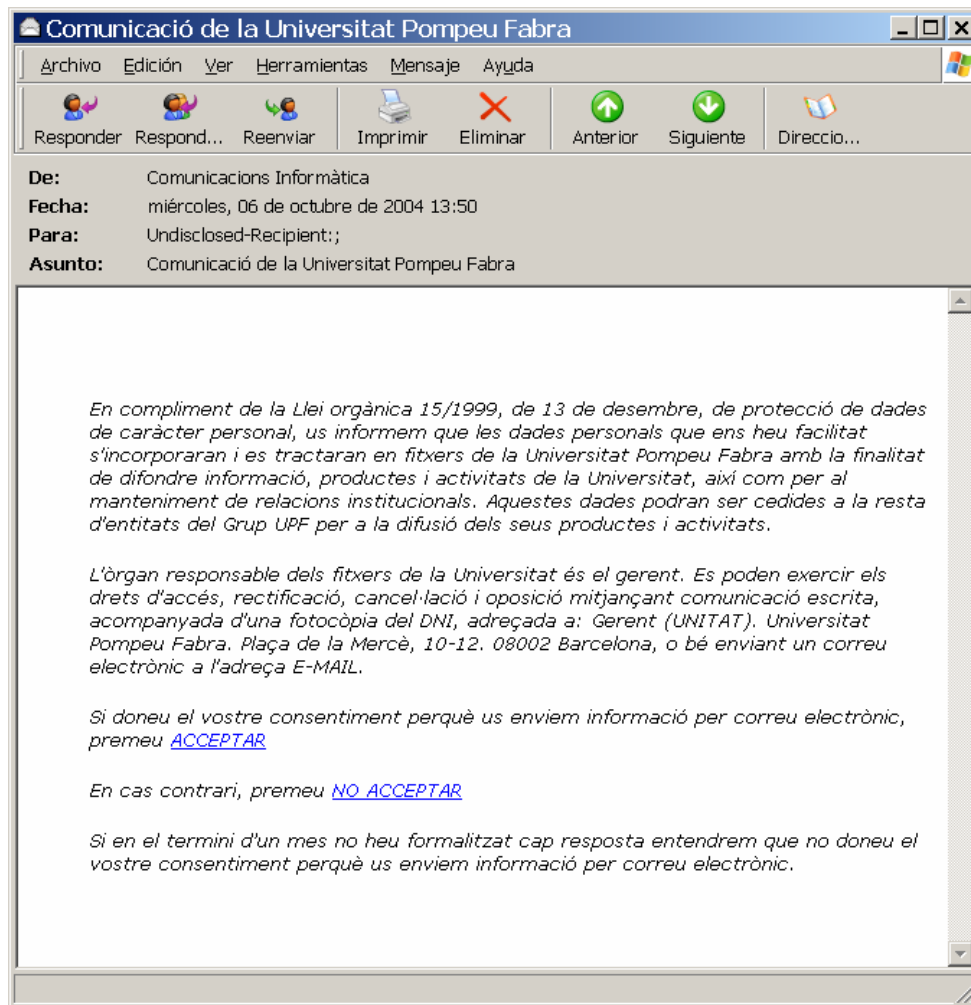 Comunicació de la Universitat Pompeu Fabra
Archivo Edición Ver Herramientas Mensaje Ayuda
Responder Respond... Reenviar Imprimir Eliminar Anterior Siguiente Direccio...
De: Comunicacions Informàtica
Fecha: miércoles, 06 de octubre de 2004 13:50
Para: Undisclosed-Recipient:;
Asunto: Comunicació de la Universitat Pompeu Fabra
En compliment de la Llei orgànica 15/1999, de 13 de desembre, de protecció de dades
de caràcter personal, us informem que les dades personals que ens heu facilitat
s'incorporaran i es tractaran en fitxers de la Universitat Pompeu Fabra amb la finalitat
de difondre informació, productes i activitats de la Universitat, així com per al
manteniment de relacions institucionals. Aquestes dades podran ser cedides a la resta
d'entitats del Grup UPF per a la difusió dels seus productes i activitats.
L'òrgan responsable dels fitxers de la Universitat és el gerent. Es poden exercir els
drets d'accés, rectificació, cancel·lació i oposició mitjançant comunicació escrita,
acompanyada d'una fotocòpia del DNI, adreçada a: Gerent (UNITAT). Universitat
Pompeu Fabra. Plaça de la Mercè, 10-12. 08002 Barcelona, o bé enviant un correu
electrònic a l'adreça E-MAIL.
Si doneu el vostre consentiment perquè us enviem informació per correu electrònic,
premeu ACCEPTAR
En cas contrari, premeu NO ACCEPTAR
Si en el termini d'un mes no heu formalitzat cap resposta entendrem que no doneu el
vostre consentiment perquè us enviem informació per correu electrònic.